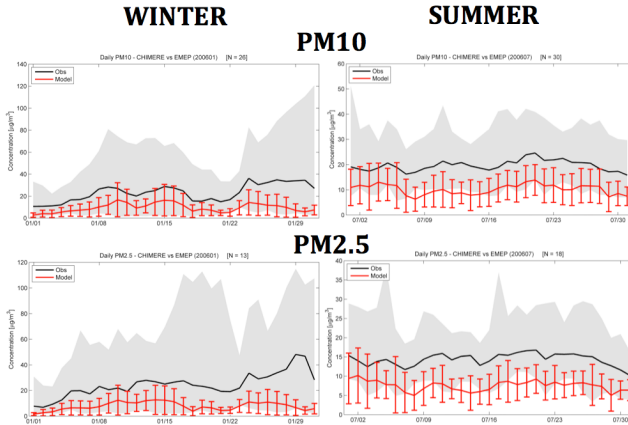 WINTER
SUMMER
PM10
Daily PM10 - CHIMERE vs EMEP (200601) [N = 26]
Obs
Model
Concentration [µg/m³]
140
120
100
80
60
40
20
0
01/01 01/08 01/15 01/22 01/29
Daily PM10 - CHIMERE vs EMEP (200607) [N = 30]
Obs
Model
Concentration [µg/m³]
60
50
40
30
20
10
0
07/02 07/09 07/16 07/23 07/30
PM2.5
Daily PM2.5 - CHIMERE vs EMEP (200601) [N = 13]
Obs
Model
Concentration [µg/m³]
120
100
80
60
40
20
0
01/01 01/08 01/15 01/22 01/29
Daily PM2.5 - CHIMERE vs EMEP (200607) [N = 18]
Obs
Model
Concentration [µg/m³]
40
35
30
25
20
15
10
5
0
07/02 07/09 07/16 07/23 07/30